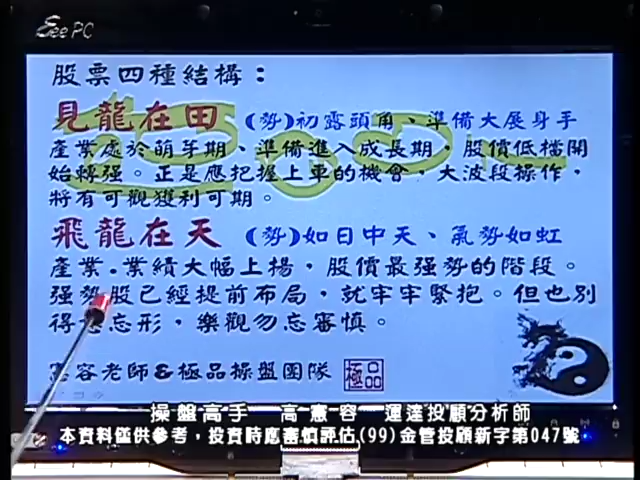 Eee PC
股票四種結構：
見龍在田 (勢)初露頭角、準備大展身手
產業處於萌芽期、準備進入成長期，股價低檔開
始轉強。正是應把握上車的機會，大波段操作，
將有可觀獲利可期。
飛龍在天 (勢)如日中天、氣勢如虹
產業．業績大幅上揚，股價最強勢的階段。
強勢股已經提前布局，就牢牢緊抱。但也別
得意忘形，樂觀勿忘審慎。
憲容老師&極品操盤團隊 極品
操盤高手 高憲容 運達投顧分析師
本資料僅供參考，投資時應審慎評估(99)金管投顧新字第047號